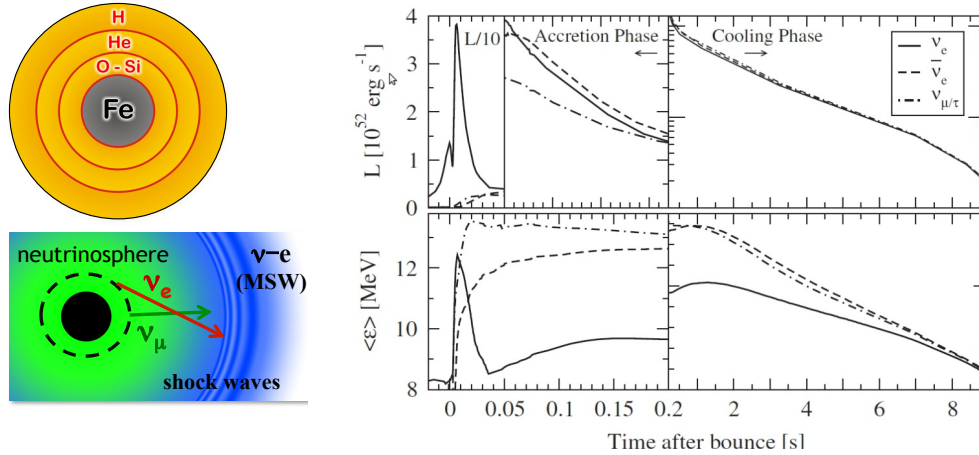 H
He
O - Si
Fe
neutrinosphere
ν-e
(MSW)
νe
νμ
shock waves
L [10^52 erg s^-1]
4
3
2
1
0
L/10
Accretion Phase
←
Cooling Phase
→
νe
ν̄e
νμ/τ
<ε> [MeV]
12
10
8
0 0.05 0.1 0.15 0.2 2 4 6 8
Time after bounce [s]